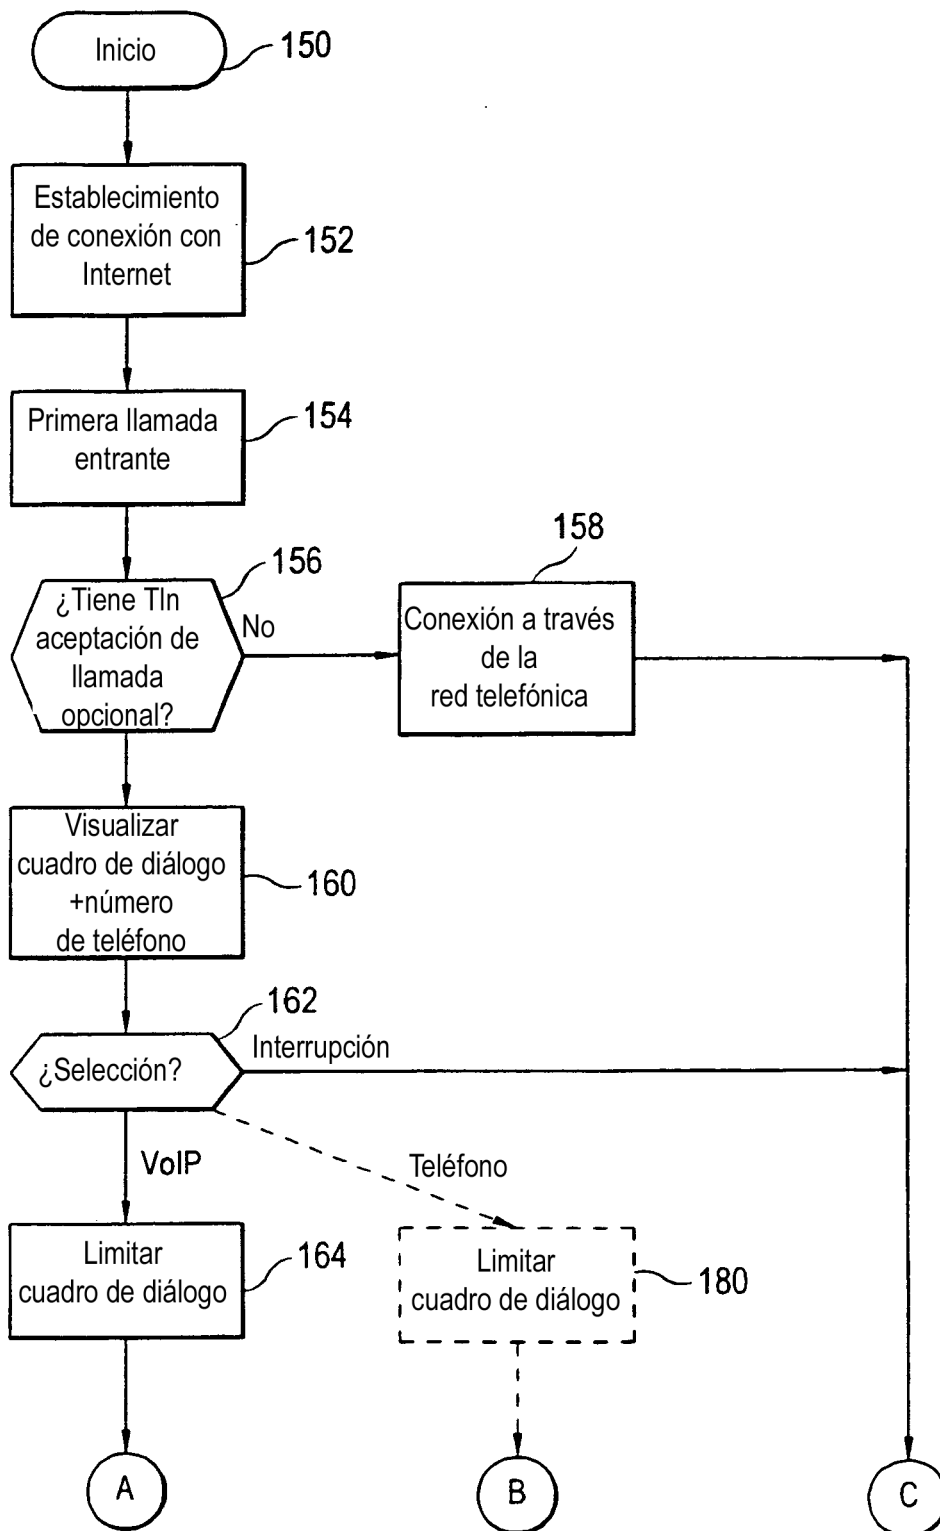 Inicio
150
Establecimiento
de conexión con
Internet
152
Primera llamada
entrante
154
¿Tiene Tln
aceptación de
llamada
opcional?
156
No
158
Conexión a través
de la
red telefónica
Visualizar
cuadro de diálogo
+número
de teléfono
160
¿Selección?
162
Interrupción
VoIP
Teléfono
Limitar
cuadro de diálogo
164
Limitar
cuadro de diálogo
180
A
B
C